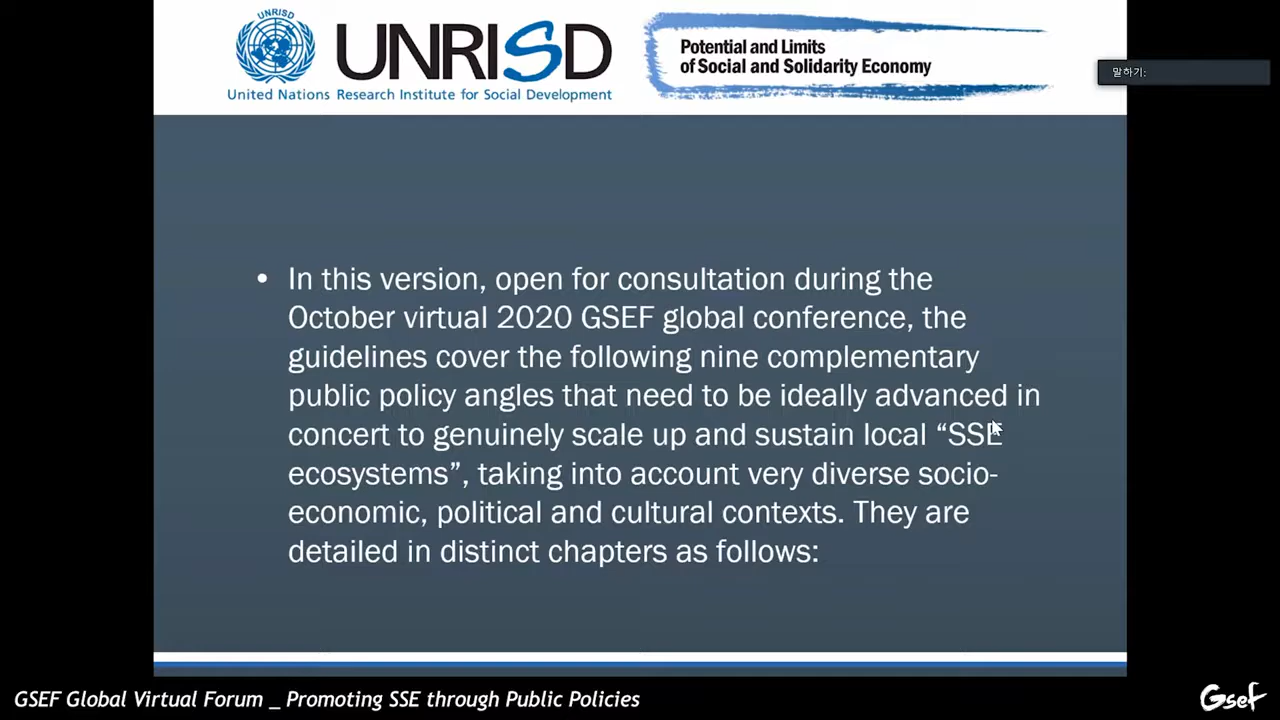 UNRISD
UNRISD
United Nations Research Institute for Social Development
Potential and Limits
of Social and Solidarity Economy
말하기:
• In this version, open for consultation during the
October virtual 2020 GSEF global conference, the
guidelines cover the following nine complementary
public policy angles that need to be ideally advanced in
concert to genuinely scale up and sustain local “SSE
ecosystems”, taking into account very diverse socio-
economic, political and cultural contexts. They are
detailed in distinct chapters as follows:
GSEF Global Virtual Forum _ Promoting SSE through Public Policies
Gsef